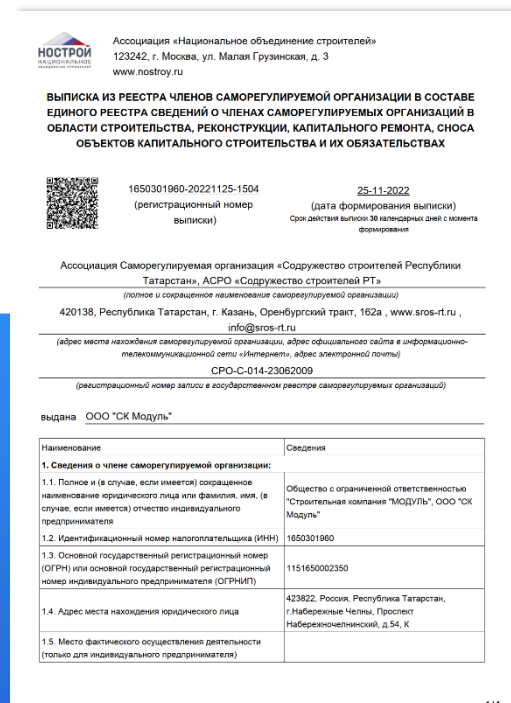 НОСТРОЙ
НАЦИОНАЛЬНОЕ
ОБЪЕДИНЕНИЕ СТРОИТЕЛЕЙ
Ассоциация «Национальное объединение строителей»
123242, г. Москва, ул. Малая Грузинская, д. 3
www.nostroy.ru
ВЫПИСКА ИЗ РЕЕСТРА ЧЛЕНОВ САМОРЕГУЛИРУЕМОЙ ОРГАНИЗАЦИИ В СОСТАВЕ
ЕДИНОГО РЕЕСТРА СВЕДЕНИЙ О ЧЛЕНАХ САМОРЕГУЛИРУЕМЫХ ОРГАНИЗАЦИЙ В
ОБЛАСТИ СТРОИТЕЛЬСТВА, РЕКОНСТРУКЦИИ, КАПИТАЛЬНОГО РЕМОНТА, СНОСА
ОБЪЕКТОВ КАПИТАЛЬНОГО СТРОИТЕЛЬСТВА И ИХ ОБЯЗАТЕЛЬСТВАХ
1650301960-20221125-1504
(регистрационный номер
выписки)
25-11-2022
(дата формирования выписки)
Срок действия выписки 30 календарных дней с момента
формирования
Ассоциация Саморегулируемая организация «Содружество строителей Республики
Татарстан», АСРО «Содружество строителей РТ»
(полное и сокращенное наименование саморегулируемой организации)
420138, Республика Татарстан, г. Казань, Оренбургский тракт, 162а , www.sros-rt.ru ,
info@sros-rt.ru
(адрес места нахождения саморегулируемой организации, адрес официального сайта в информационно-
телекоммуникационной сети «Интернет», адрес электронной почты)
СРО-С-014-23062009
(регистрационный номер записи в государственном реестре саморегулируемых организаций)
выдана ООО "СК Модуль"
Наименование
Сведения
1. Сведения о члене саморегулируемой организации:
1.1. Полное и (в случае, если имеется) сокращенное
наименование юридического лица или фамилия, имя, (в
случае, если имеется) отчество индивидуального
предпринимателя
Общество с ограниченной ответственностью
"Строительная компания "МОДУЛЬ", ООО "СК
Модуль"
1.2. Идентификационный номер налогоплательщика (ИНН)
1650301960
1.3. Основной государственный регистрационный номер
(ОГРН) или основной государственный регистрационный
номер индивидуального предпринимателя (ОГРНИП)
1151650002350
1.4. Адрес места нахождения юридического лица
423822, Россия, Республика Татарстан,
г.Набережные Челны, Проспект
Набережночелнинский, д.54, К
1.5. Место фактического осуществления деятельности
(только для индивидуального предпринимателя)